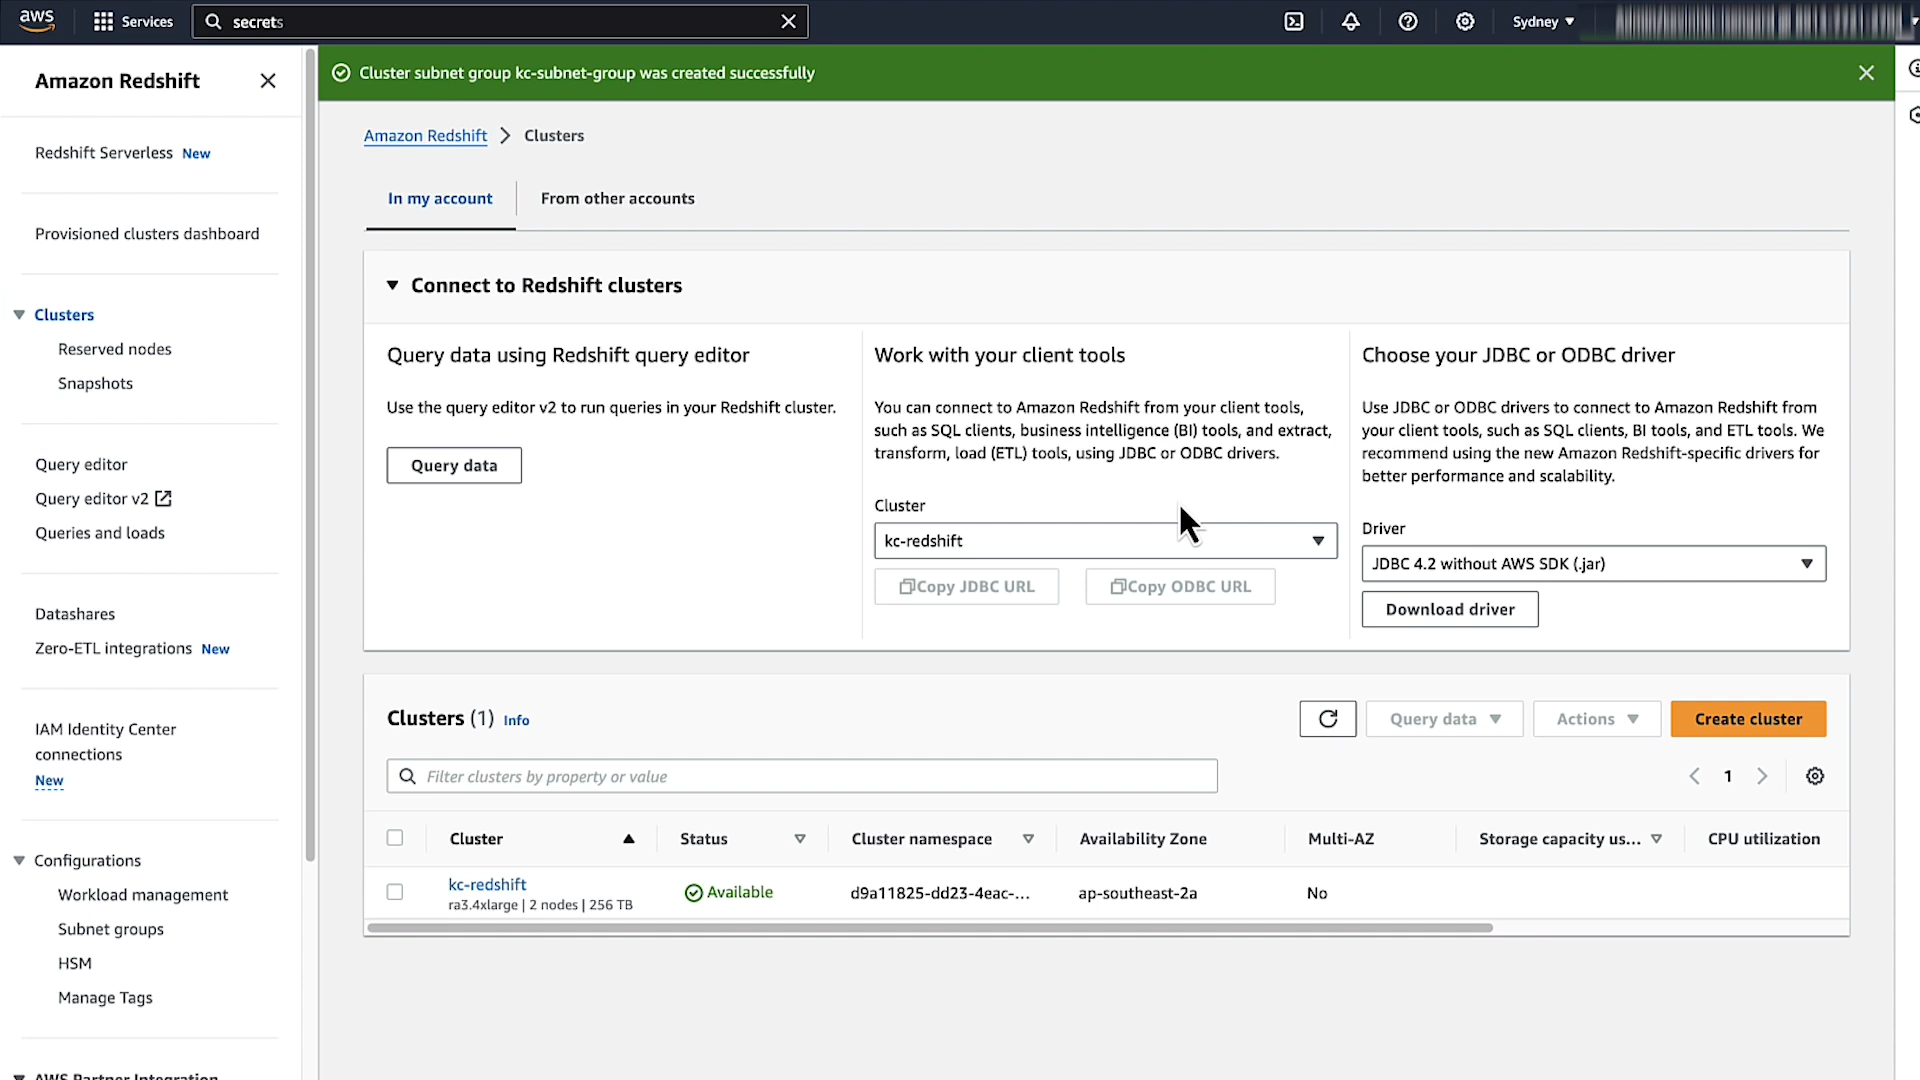 aws
Services
secrets
Sydney
Amazon Redshift
Redshift Serverless New
Provisioned clusters dashboard
Clusters
Reserved nodes
Snapshots
Query editor
Query editor v2
Queries and loads
Datashares
Zero-ETL integrations New
IAM Identity Center
connections
New
Configurations
Workload management
Subnet groups
HSM
Manage Tags
AWS Partner Integration
Cluster subnet group kc-subnet-group was created successfully
Amazon Redshift > Clusters
In my account
From other accounts
Connect to Redshift clusters
Query data using Redshift query editor
Use the query editor v2 to run queries in your Redshift cluster.
Query data
Work with your client tools
You can connect to Amazon Redshift from your client tools,
such as SQL clients, business intelligence (BI) tools, and extract,
transform, load (ETL) tools, using JDBC or ODBC drivers.
Cluster
kc-redshift
Copy JDBC URL
Copy ODBC URL
Choose your JDBC or ODBC driver
Use JDBC or ODBC drivers to connect to Amazon Redshift from
your client tools, such as SQL clients, BI tools, and ETL tools. We
recommend using the new Amazon Redshift-specific drivers for
better performance and scalability.
Driver
JDBC 4.2 without AWS SDK (.jar)
Download driver
Clusters (1) Info
Query data
Actions
Create cluster
Filter clusters by property or value
1
Cluster
Status
Cluster namespace
Availability Zone
Multi-AZ
Storage capacity us...
CPU utilization
kc-redshift
ra3.4xlarge | 2 nodes | 256 TB
Available
d9a11825-dd23-4eac-...
ap-southeast-2a
No